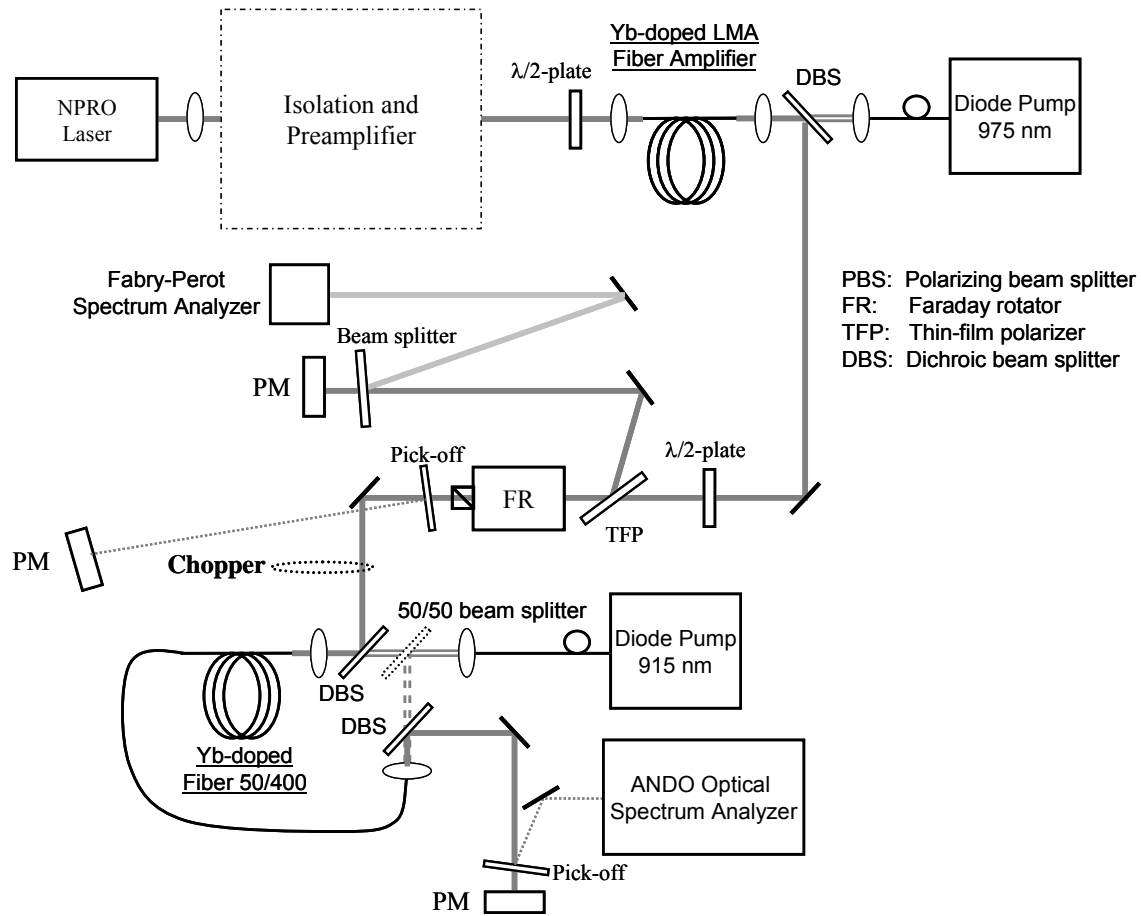 Yb-doped LMA
Fiber Amplifier
λ/2-plate
DBS
NPRO
Laser
Isolation and
Preamplifier
Diode Pump
975 nm
Fabry-Perot
Spectrum Analyzer
PBS: Polarizing beam splitter
FR: Faraday rotator
TFP: Thin-film polarizer
DBS: Dichroic beam splitter
Beam splitter
PM
Pick-off
λ/2-plate
FR
TFP
PM
Chopper
50/50 beam splitter
Diode Pump
915 nm
DBS
DBS
Yb-doped
Fiber 50/400
ANDO Optical
Spectrum Analyzer
Pick-off
PM